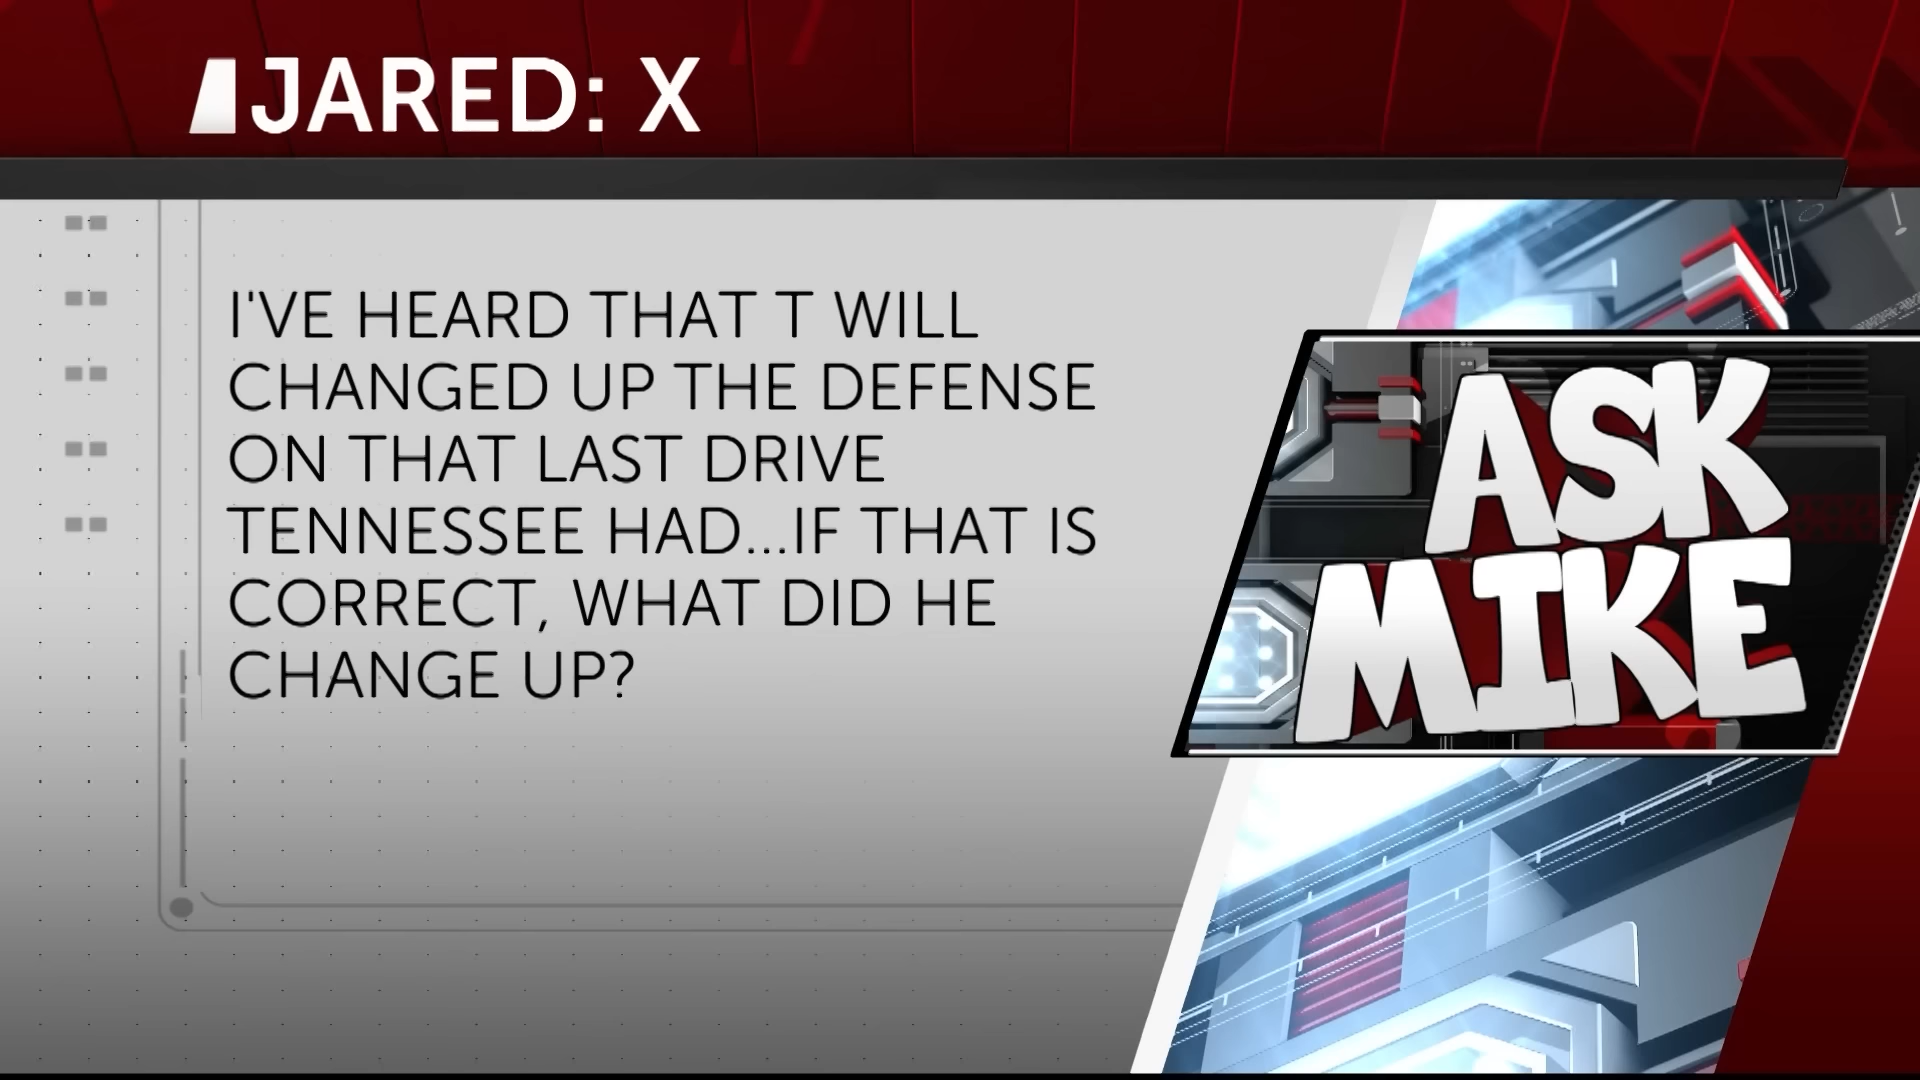 JARED: X
I'VE HEARD THAT T WILL
CHANGED UP THE DEFENSE
ON THAT LAST DRIVE
TENNESSEE HAD...IF THAT IS
CORRECT, WHAT DID HE
CHANGE UP?
ASK
MIKE